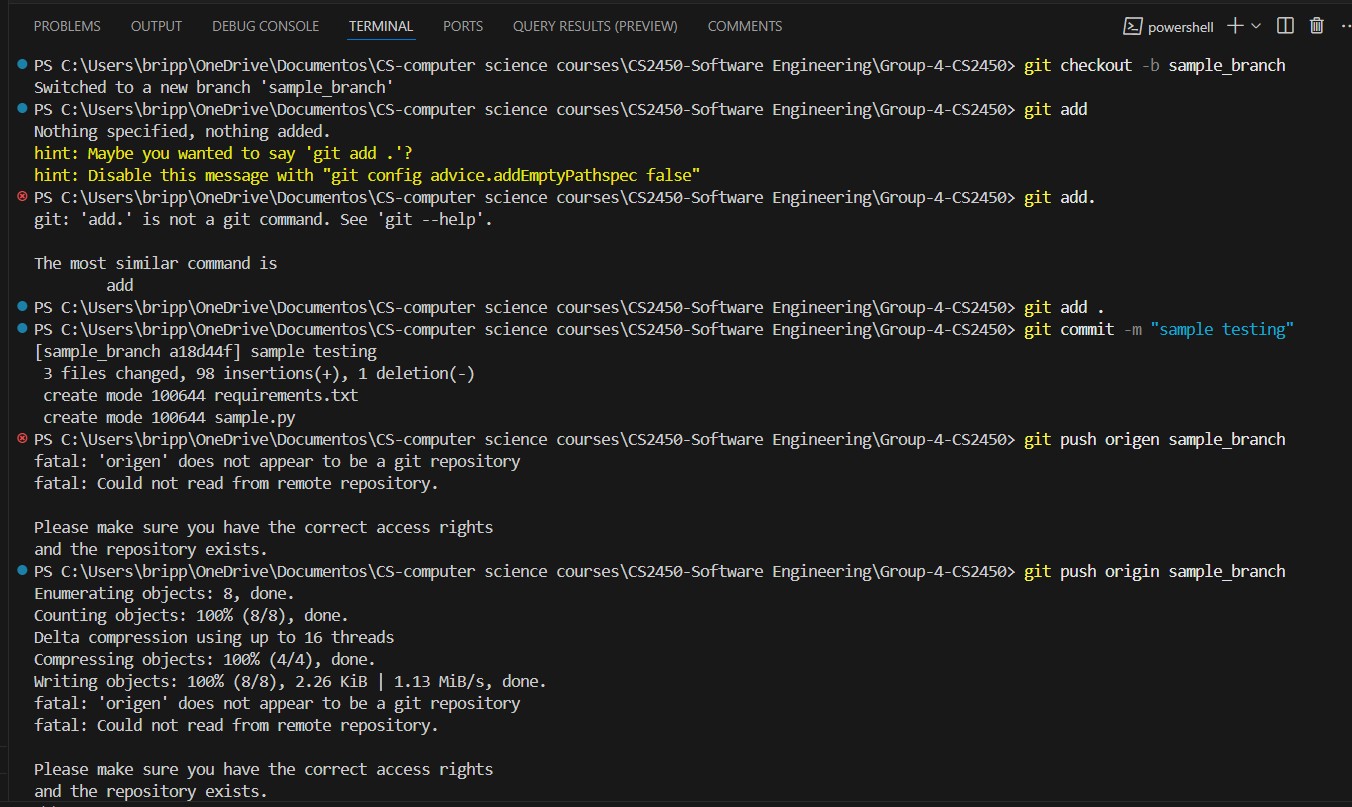 PROBLEMS OUTPUT DEBUG CONSOLE TERMINAL PORTS QUERY RESULTS (PREVIEW) COMMENTS powershell
PS C:\Users\bripp\OneDrive\Documentos\CS-computer science courses\CS2450-Software Engineering\Group-4-CS2450> git checkout -b sample_branch
Switched to a new branch 'sample_branch'
PS C:\Users\bripp\OneDrive\Documentos\CS-computer science courses\CS2450-Software Engineering\Group-4-CS2450> git add
Nothing specified, nothing added.
hint: Maybe you wanted to say 'git add .'?
hint: Disable this message with "git config advice.addEmptyPathspec false"
PS C:\Users\bripp\OneDrive\Documentos\CS-computer science courses\CS2450-Software Engineering\Group-4-CS2450> git add.
git: 'add.' is not a git command. See 'git --help'.
The most similar command is
add
PS C:\Users\bripp\OneDrive\Documentos\CS-computer science courses\CS2450-Software Engineering\Group-4-CS2450> git add .
PS C:\Users\bripp\OneDrive\Documentos\CS-computer science courses\CS2450-Software Engineering\Group-4-CS2450> git commit -m "sample testing"
[sample_branch a18d44f] sample testing
3 files changed, 98 insertions(+), 1 deletion(-)
create mode 100644 requirements.txt
create mode 100644 sample.py
PS C:\Users\bripp\OneDrive\Documentos\CS-computer science courses\CS2450-Software Engineering\Group-4-CS2450> git push origen sample_branch
fatal: 'origen' does not appear to be a git repository
fatal: Could not read from remote repository.
Please make sure you have the correct access rights
and the repository exists.
PS C:\Users\bripp\OneDrive\Documentos\CS-computer science courses\CS2450-Software Engineering\Group-4-CS2450> git push origin sample_branch
Enumerating objects: 8, done.
Counting objects: 100% (8/8), done.
Delta compression using up to 16 threads
Compressing objects: 100% (4/4), done.
Writing objects: 100% (8/8), 2.26 KiB | 1.13 MiB/s, done.
fatal: 'origen' does not appear to be a git repository
fatal: Could not read from remote repository.
Please make sure you have the correct access rights
and the repository exists.